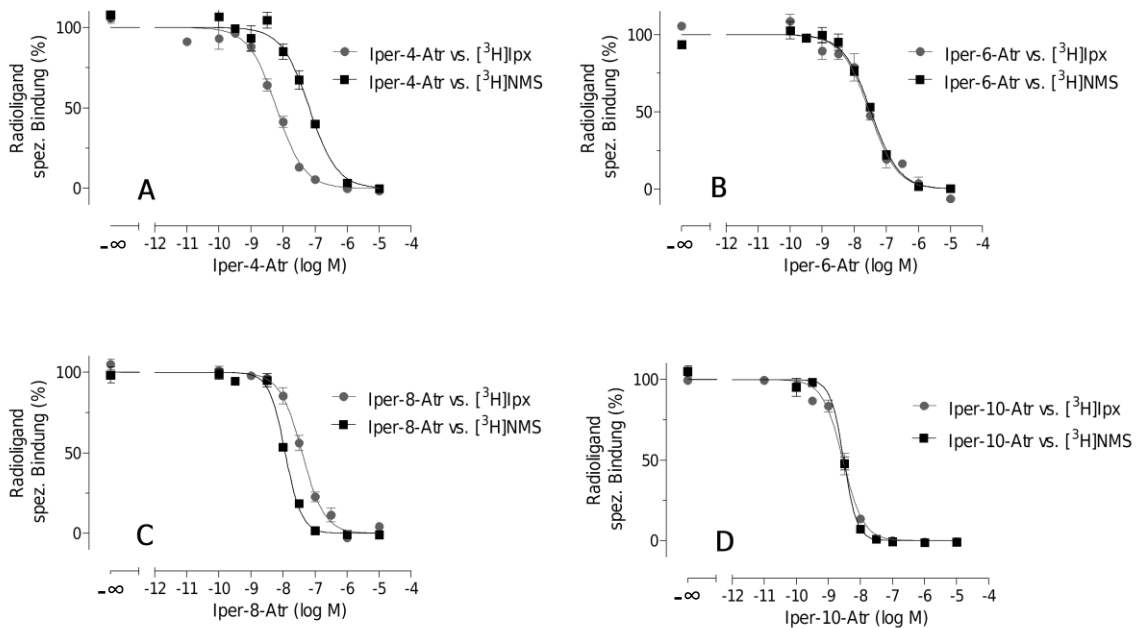 Radioligand
spez. Bindung (%)
100
50
0
A
Iper-4-Atr vs. [³H]Ipx
Iper-4-Atr vs. [³H]NMS
-∞ -12 -11 -10 -9 -8 -7 -6 -5 -4
Iper-4-Atr (log M)
Radioligand
spez. Bindung (%)
100
50
0
B
Iper-6-Atr vs. [³H]Ipx
Iper-6-Atr vs. [³H]NMS
-∞ -12 -11 -10 -9 -8 -7 -6 -5 -4
Iper-6-Atr (log M)
Radioligand
spez. Bindung (%)
100
50
0
C
Iper-8-Atr vs. [³H]Ipx
Iper-8-Atr vs. [³H]NMS
-∞ -12 -11 -10 -9 -8 -7 -6 -5 -4
Iper-8-Atr (log M)
Radioligand
spez. Bindung (%)
100
50
0
D
Iper-10-Atr vs. [³H]Ipx
Iper-10-Atr vs. [³H]NMS
-∞ -12 -11 -10 -9 -8 -7 -6 -5 -4
Iper-10-Atr (log M)